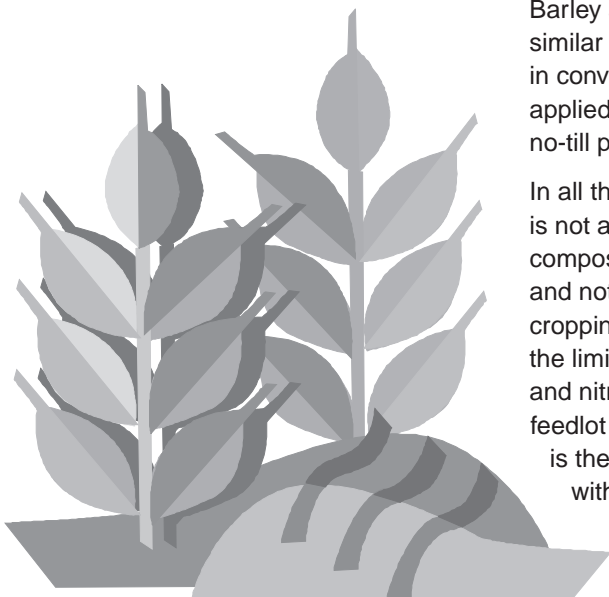 Barley
similar
in conv
applied
no-till p
In all th
is not a
compos
and not
croppin
the limi
and nitr
feedlot
is the
with